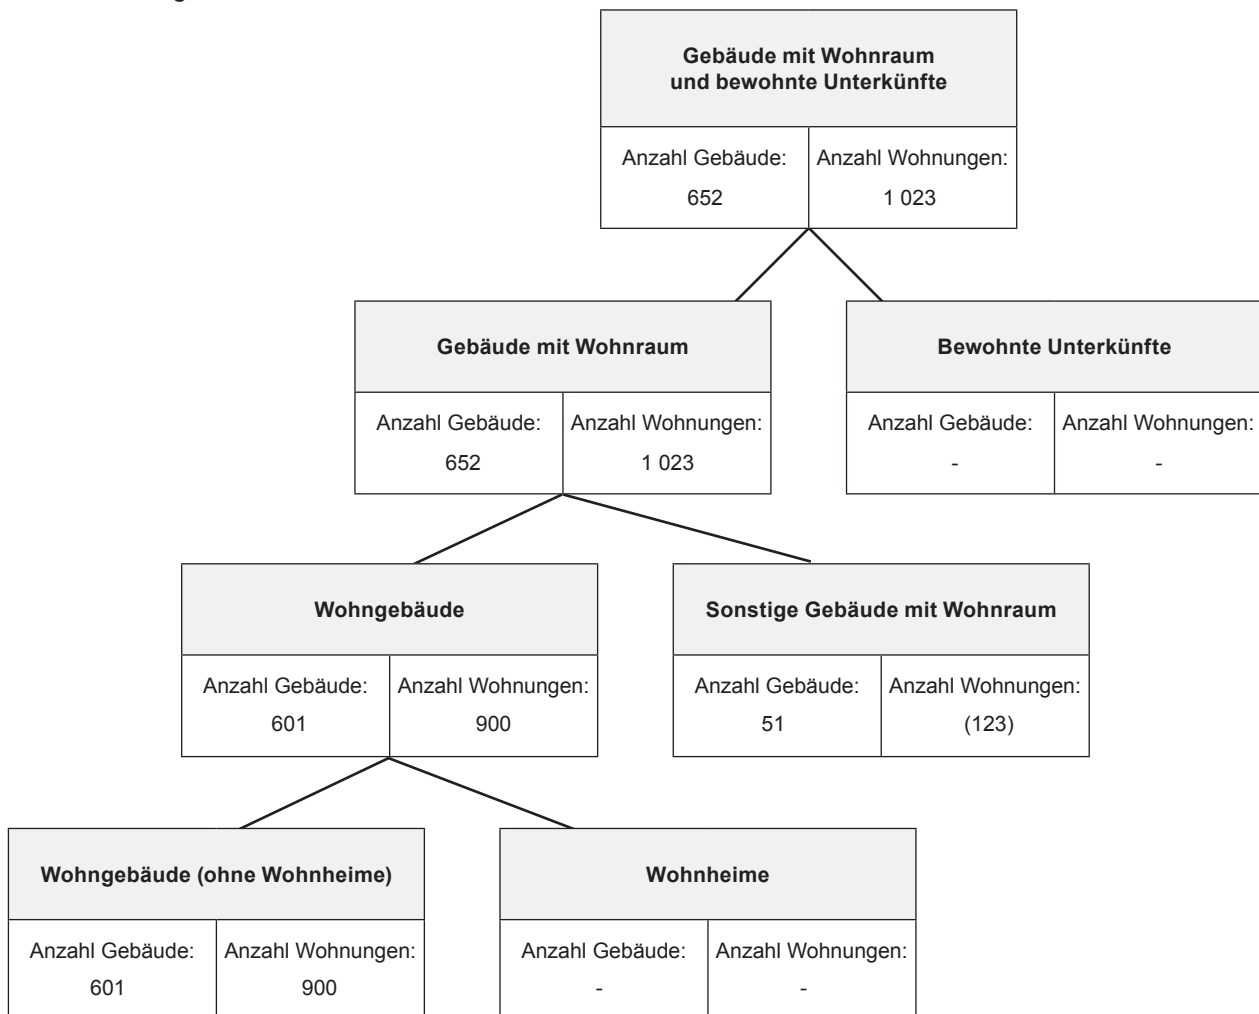 Gebäude mit Wohnraum
und bewohnte Unterkünfte
Anzahl Gebäude: Anzahl Wohnungen:
652 1 023
Gebäude mit Wohnraum
Anzahl Gebäude: Anzahl Wohnungen:
652 1 023
Bewohnte Unterkünfte
Anzahl Gebäude: Anzahl Wohnungen:
- -
Wohngebäude
Anzahl Gebäude: Anzahl Wohnungen:
601 900
Sonstige Gebäude mit Wohnraum
Anzahl Gebäude: Anzahl Wohnungen:
51 (123)
Wohngebäude (ohne Wohnheime)
Anzahl Gebäude: Anzahl Wohnungen:
601 900
Wohnheime
Anzahl Gebäude: Anzahl Wohnungen:
- -